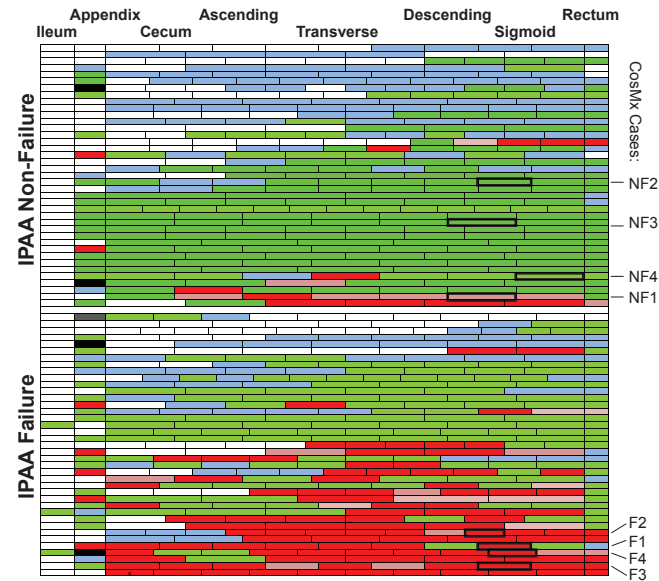 Appendix Ascending Descending Rectum
Ileum Cecum Transverse Sigmoid
IPAA Non-Failure
CosMx Cases:
NF2
NF3
NF4
NF1
IPAA Failure
F2
F1
F4
F3